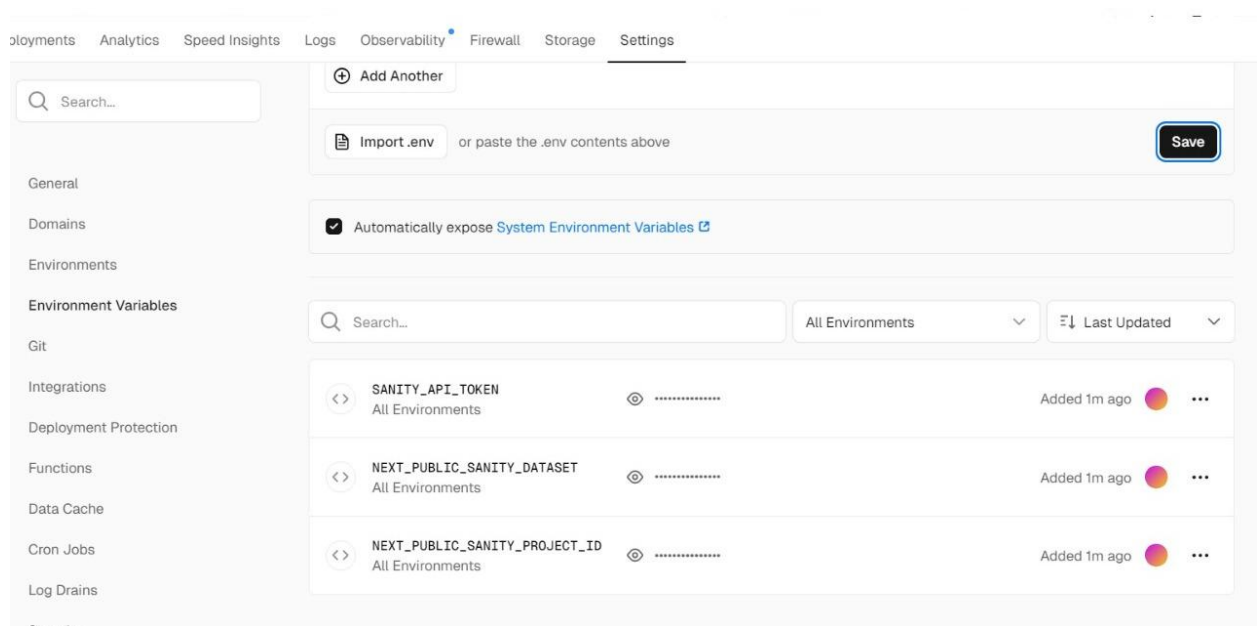 ployments Analytics Speed Insights Logs Observability Firewall Storage Settings
Search...
General
Domains
Environments
Environment Variables
Git
Integrations
Deployment Protection
Functions
Data Cache
Cron Jobs
Log Drains
Add Another
Import .env or paste the .env contents above Save
Automatically expose System Environment Variables
Search... All Environments Last Updated
SANITY_API_TOKEN
All Environments
•••••••••••••••
Added 1m ago
NEXT_PUBLIC_SANITY_DATASET
All Environments
•••••••••••••••
Added 1m ago
NEXT_PUBLIC_SANITY_PROJECT_ID
All Environments
•••••••••••••••
Added 1m ago